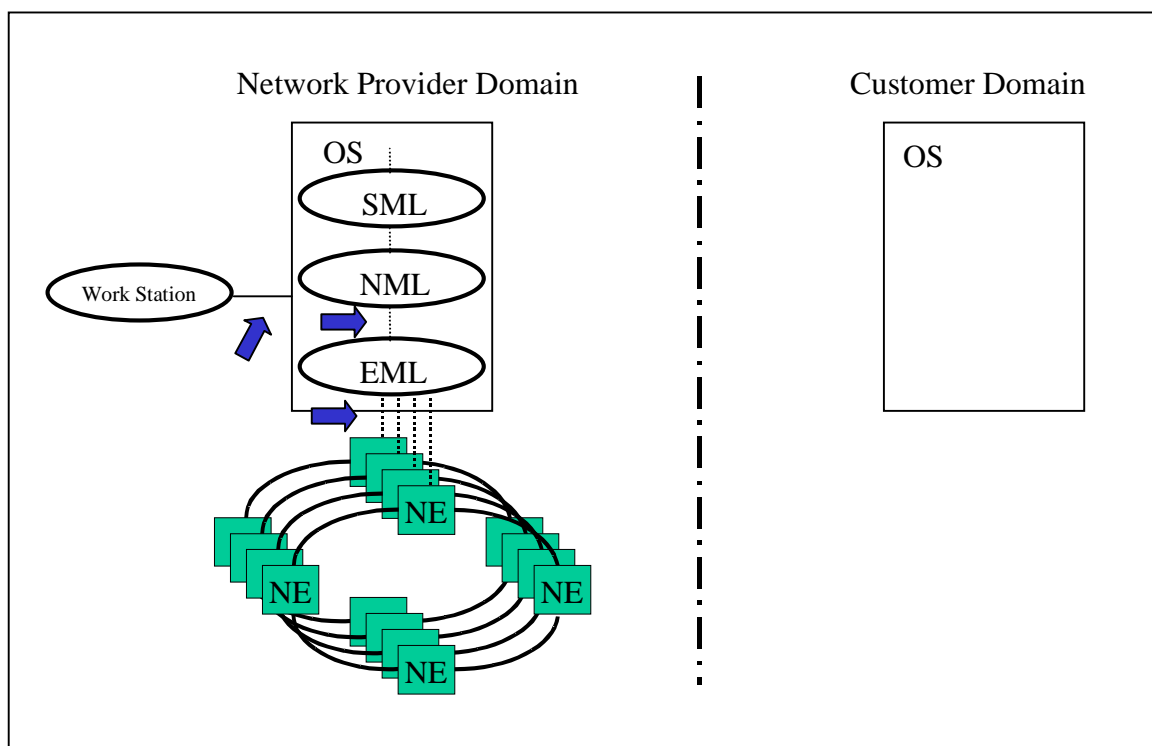 Network Provider Domain
Customer Domain
OS
OS
SML
NML
Work Station
EML
NE
NE
NE
NE